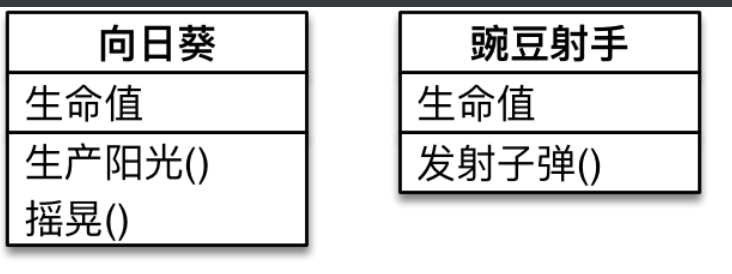 向日葵
生命值
生产阳光()
摇晃()
豌豆射手
生命值
发射子弹()